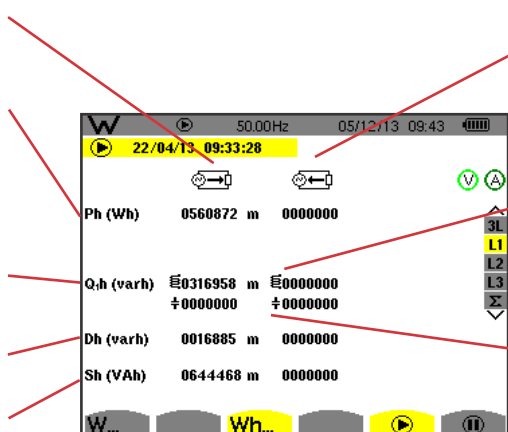 W 50.00Hz 05/12/13 09:43
22/04/13 09:33:28
V A
Ph (Wh) 0560872 m 0000000
3L
L1
L2
Q₁h (varh) 0316958 m 0000000
L3
0000000 0000000
Σ
Dh (varh) 0016885 m 0000000
Sh (VAh) 0644468 m 0000000
W... Wh...